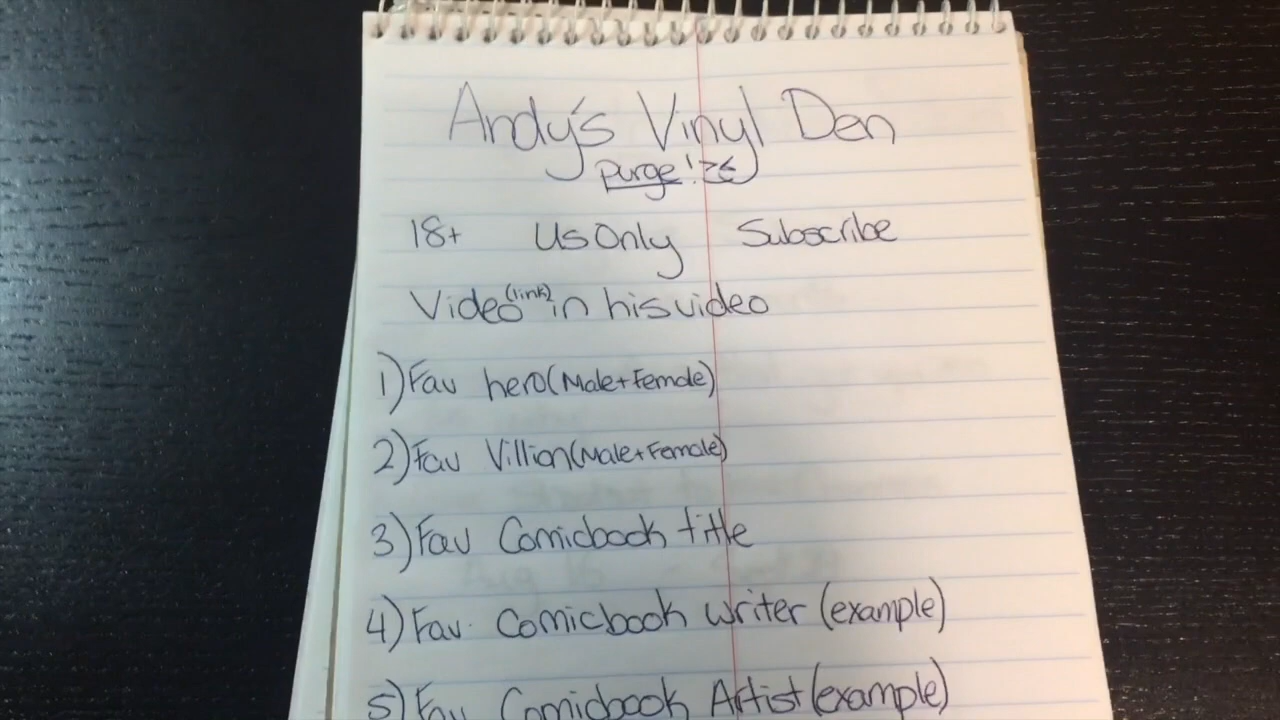 Andy's Vinyl Den
Purge!
18+ US Only Subscribe
Video (link) in his video
1) Fav hero (Male + Female)
2) Fav Villion (Male + Female)
3) Fav Comicbook title
4) Fav. Comicbook writer (example)
5) Fav Comicbook Artist (example)